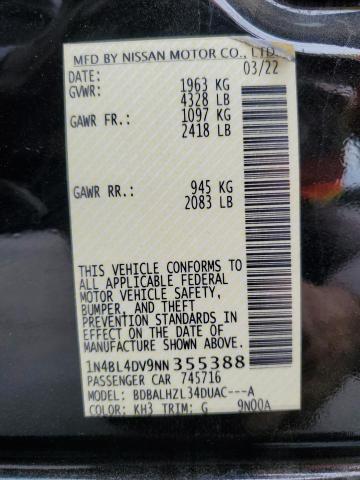 MFD BY NISSAN MOTOR CO., LTD.
DATE: 03/22
GVWR: 1963 KG
4328 LB
GAWR FR.: 1097 KG
2418 LB
GAWR RR.: 945 KG
2083 LB
THIS VEHICLE CONFORMS TO
ALL APPLICABLE FEDERAL
MOTOR VEHICLE SAFETY,
BUMPER, AND THEFT
PREVENTION STANDARDS IN
EFFECT ON THE DATE OF
MANUFACTURE SHOWN ABOVE.
1N4BL4DV9NN355388
PASSENGER CAR 745716
MODEL: BDBALHZL34DUAC---A
COLOR: KH3 TRIM: G 9N00A